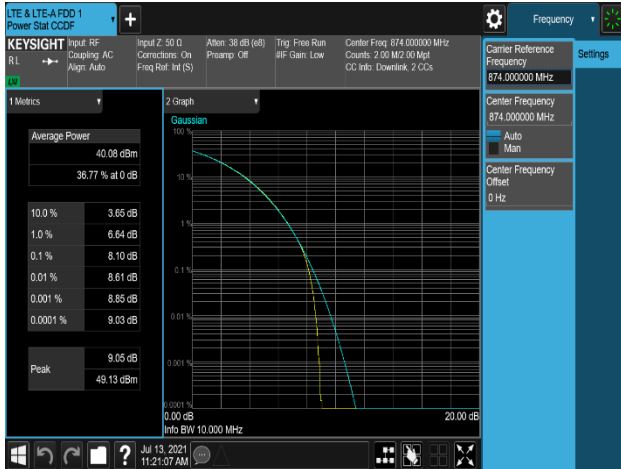 LTE & LTE-A FDD 1
Power Stat CCDF
Frequency
KEYSIGHT
RL
Input: RF
Coupling: AC
Align: Auto
Input Z: 50 Ω
Corrections: On
Freq Ref: Int (S)
Atten: 38 dB (e8)
Preamp: Off
Trig: Free Run
#IF Gain: Low
Center Freq: 874.000000 MHz
Counts: 2.00 M/2.00 Mpt
CC Info: Downlink, 2 CCs
LNI
Carrier Reference
Frequency
874.000000 MHz
Settings
Center Frequency
874.000000 MHz
Auto
Man
Center Frequency
Offset
0 Hz
1 Metrics
Average Power
40.08 dBm
36.77 % at 0 dB
10.0 % 3.65 dB
1.0 % 6.64 dB
0.1 % 8.10 dB
0.01 % 8.61 dB
0.001 % 8.85 dB
0.0001 % 9.03 dB
Peak
9.05 dB
49.13 dBm
2 Graph
Gaussian
100 %
10 %
1 %
0.1 %
0.01 %
0.001 %
0.0001 %
0.00 dB 20.00 dB
Info BW 10.000 MHz
?
Jul 13, 2021
11:21:07 AM